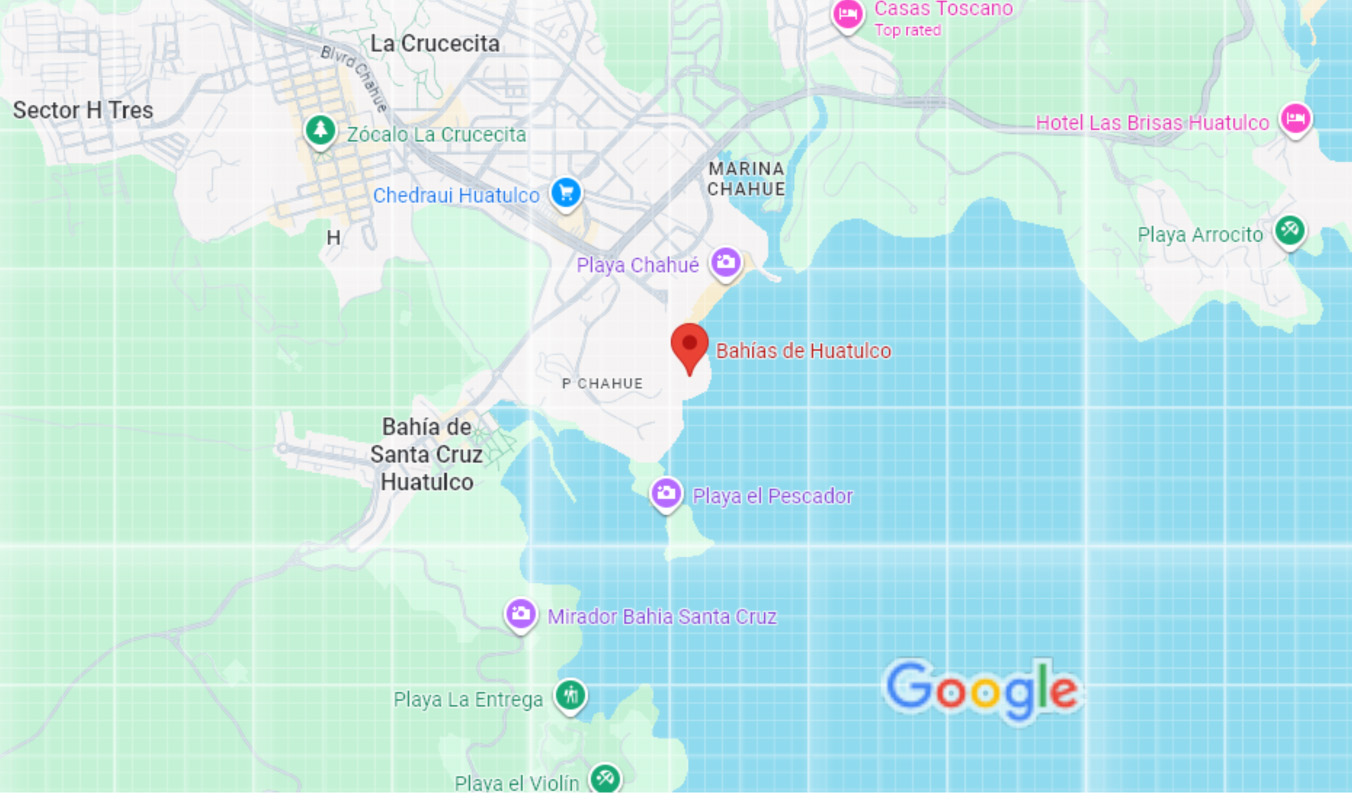 Casas Toscano
Top rated
La Crucecita
Blvrd Chahue
Sector H Tres
Hotel Las Brisas Huatulco
Zócalo La Crucecita
MARINA
CHAHUE
Chedraui Huatulco
H
Playa Arrocito
Playa Chahué
Bahías de Huatulco
P CHAHUE
Bahía de
Santa Cruz
Huatulco
Playa el Pescador
Mirador Bahia Santa Cruz
Google
Playa La Entrega
Playa el Violín